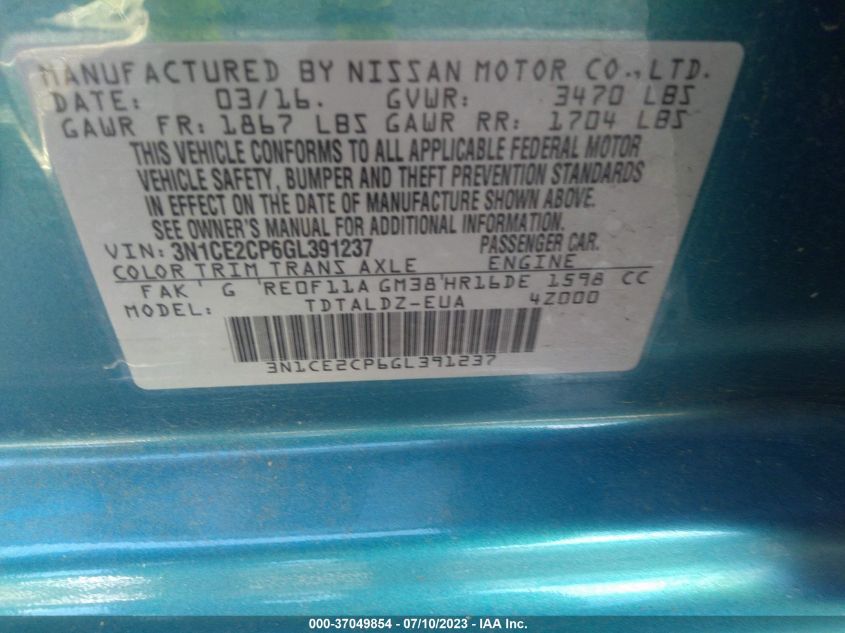 MANUFACTURED BY NISSAN MOTOR CO., LTD.
DATE: 03/16. GVWR: 3470 LBS
GAWR FR: 1867 LBS GAWR RR: 1704 LBS
THIS VEHICLE CONFORMS TO ALL APPLICABLE FEDERAL MOTOR
VEHICLE SAFETY, BUMPER AND THEFT PREVENTION STANDARDS
IN EFFECT ON THE DATE OF MANUFACTURE SHOWN ABOVE.
SEE OWNER'S MANUAL FOR ADDITIONAL INFORMATION.
VIN: 3N1CE2CP6GL391237 PASSENGER CAR.
COLOR TRIM TRANS AXLE ENGINE
FAK ' G 'RE0F11A GM38'HR16DE 1598 CC
MODEL: TDTALDZ-EUA 4Z000
3N1CE2CP6GL391237
000-37049854 - 07/10/2023 - IAA Inc.